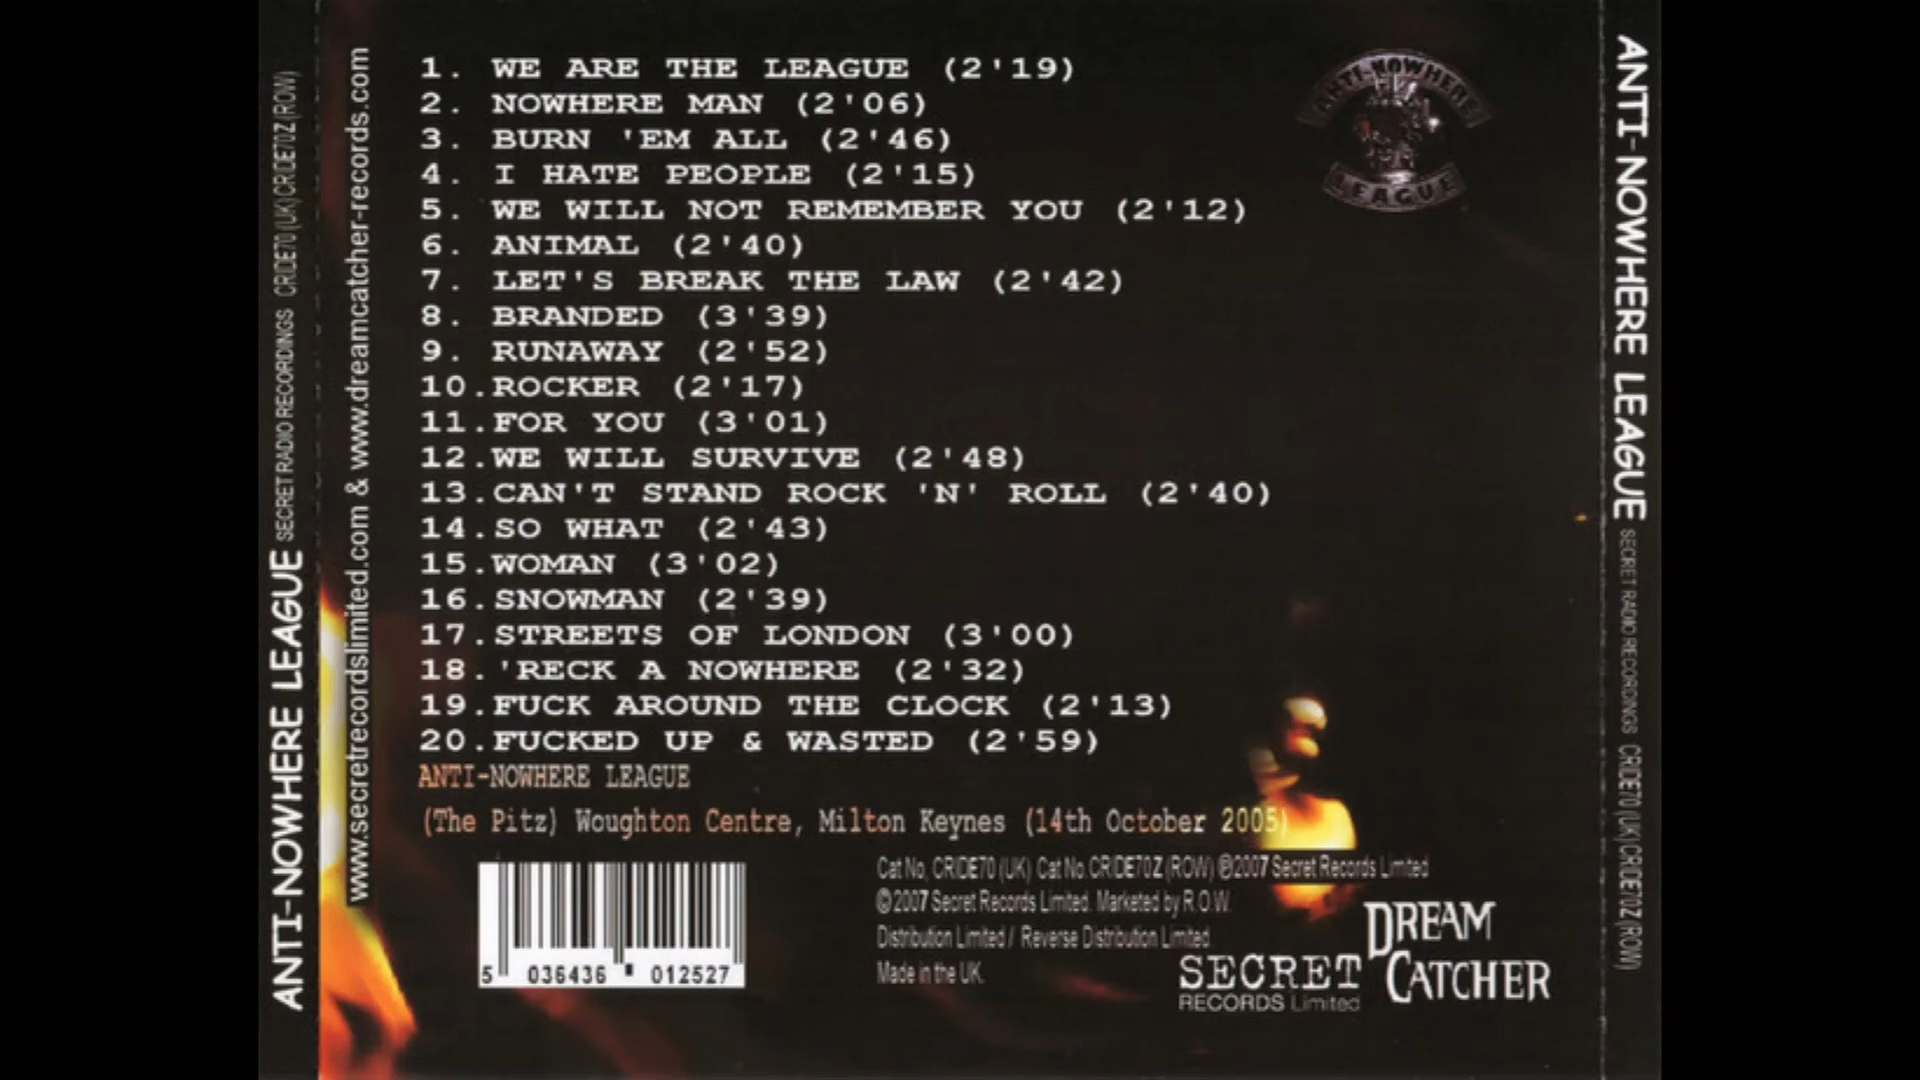 ANTI-NOWHERE LEAGUE SECRET RADIO RECORDINGS CRIDE70 (UK) CRIDE70Z (ROW)
www.secretrecordslimited.com & www.dreamcatcher-records.com
1. WE ARE THE LEAGUE (2'19)
2. NOWHERE MAN (2'06)
3. BURN 'EM ALL (2'46)
4. I HATE PEOPLE (2'15)
5. WE WILL NOT REMEMBER YOU (2'12)
6. ANIMAL (2'40)
7. LET'S BREAK THE LAW (2'42)
8. BRANDED (3'39)
9. RUNAWAY (2'52)
10.ROCKER (2'17)
11.FOR YOU (3'01)
12.WE WILL SURVIVE (2'48)
13.CAN'T STAND ROCK 'N' ROLL (2'40)
14.SO WHAT (2'43)
15.WOMAN (3'02)
16.SNOWMAN (2'39)
17.STREETS OF LONDON (3'00)
18.'RECK A NOWHERE (2'32)
19.FUCK AROUND THE CLOCK (2'13)
20.FUCKED UP & WASTED (2'59)
ANTI-NOWHERE LEAGUE
(The Pitz) Woughton Centre, Milton Keynes (14th October 2005)
5 036436 012527
Cat No. CRIDE70 (UK) Cat No. CRIDE70Z (ROW) ℗2007 Secret Records Limited
©2007 Secret Records Limited. Marketed by R.O.W.
Distribution Limited / Reverse Distribution Limited
Made in the UK.
SECRET
RECORDS Limited
DREAM
CATCHER
ANTI-NOWHERE
LEAGUE
ANTI-NOWHERE LEAGUE SECRET RADIO RECORDINGS CRIDE70 (UK) CRIDE70Z (ROW)